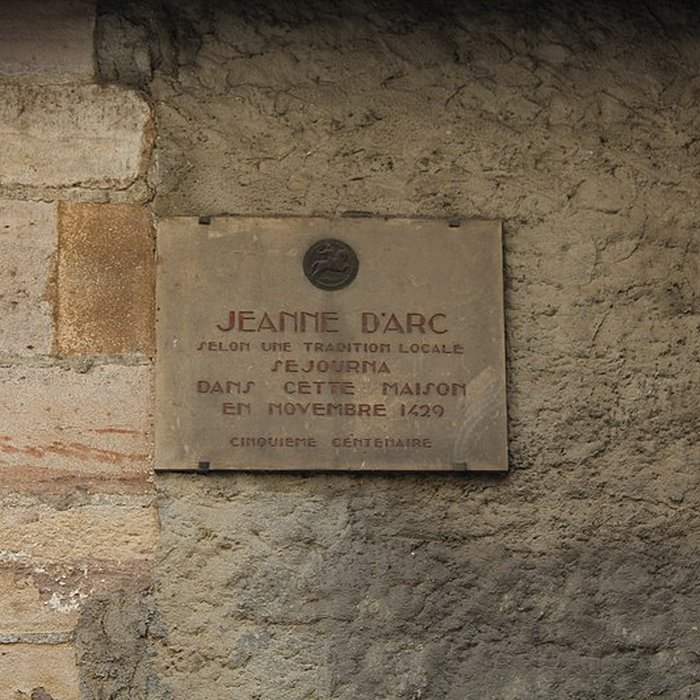 JEANNE D'ARC
SELON UNE TRADITION LOCALE
SEJOURNA
DANS CETTE MAISON
EN NOVEMBRE 1429
CINQUIEME CENTENAIRE